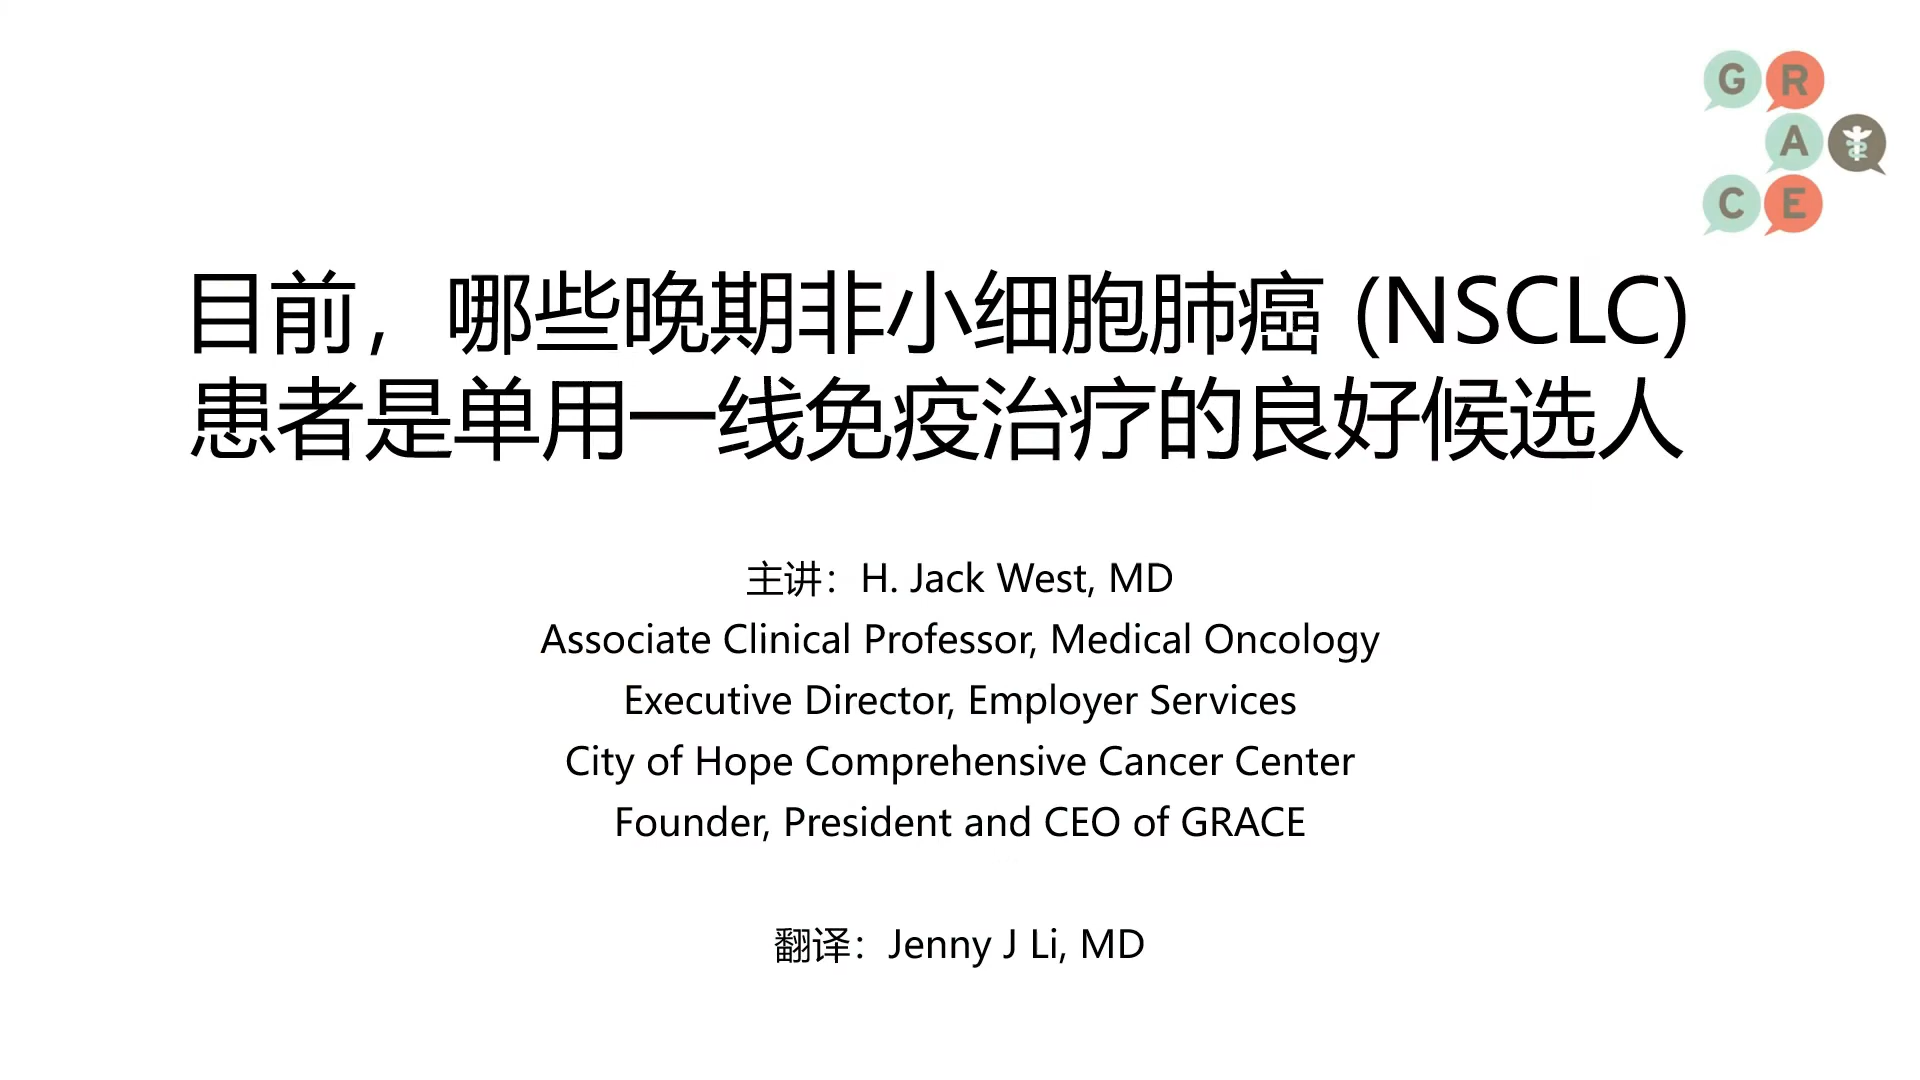 GRACE
目前，哪些晚期非小细胞肺癌 (NSCLC)
患者是单用一线免疫治疗的良好候选人
主讲：H. Jack West, MD
Associate Clinical Professor, Medical Oncology
Executive Director, Employer Services
City of Hope Comprehensive Cancer Center
Founder, President and CEO of GRACE
翻译：Jenny J Li, MD